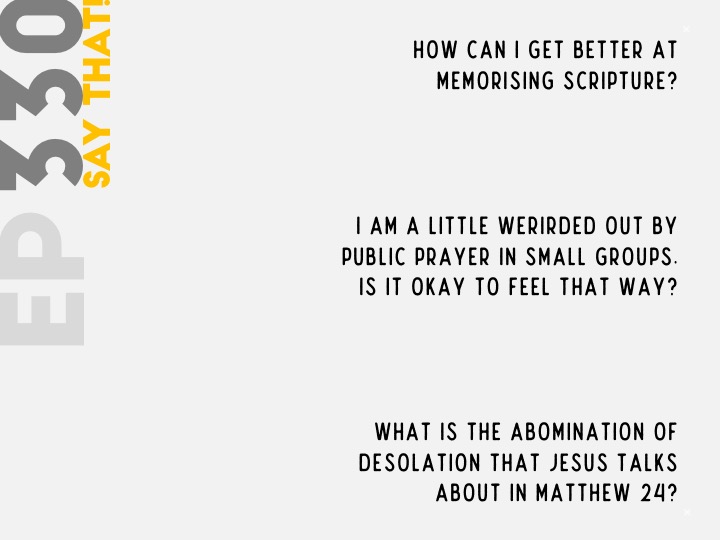 EP 330
SAY THAT!
HOW CAN I GET BETTER AT
MEMORISING SCRIPTURE?
I AM A LITTLE WERIRDED OUT BY
PUBLIC PRAYER IN SMALL GROUPS.
IS IT OKAY TO FEEL THAT WAY?
WHAT IS THE ABOMINATION OF
DESOLATION THAT JESUS TALKS
ABOUT IN MATTHEW 24?